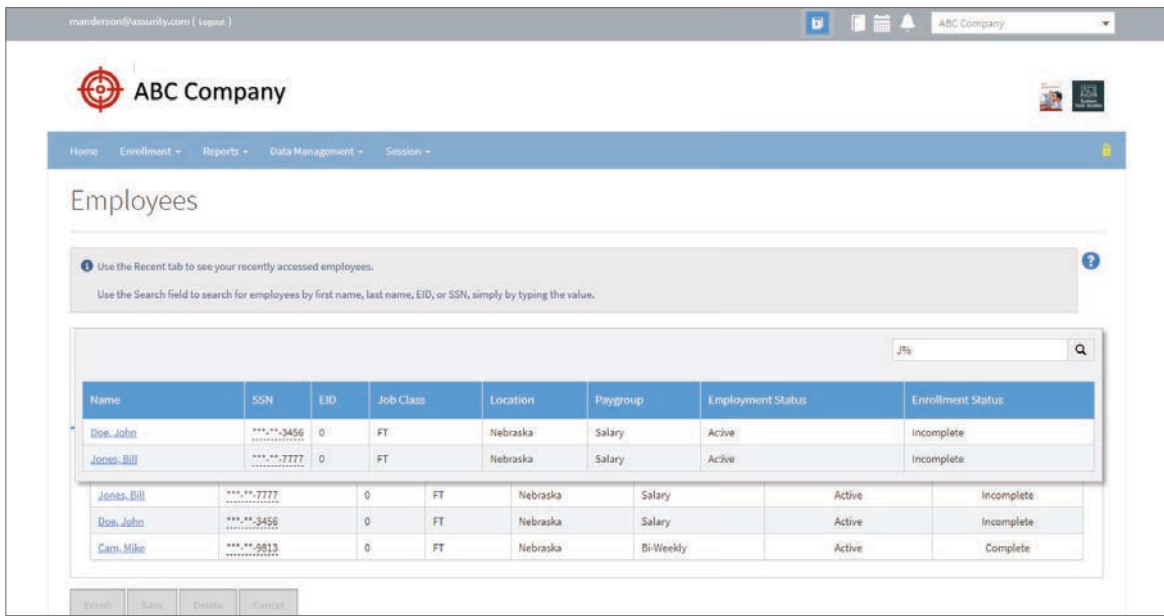 manderson@assurity.com ( Logout )
ABC Company
ABC Company
Home Enrollment Reports Data Management Session
Employees
Use the Recent tab to see your recently accessed employees.
Use the Search field to search for employees by first name, last name, EID, or SSN, simply by typing the value.
J%
Name SSN EID Job Class Location Paygroup Employment Status Enrollment Status
Doe, John ***-**-3456 0 FT Nebraska Salary Active Incomplete
Jones, Bill ***-**-7777 0 FT Nebraska Salary Active Incomplete
Jones, Bill ***-**-7777 0 FT Nebraska Salary Active Incomplete
Doe, John ***-**-3456 0 FT Nebraska Salary Active Incomplete
Cam, Mike ***-**-9813 0 FT Nebraska Bi-Weekly Active Complete
Enroll Save Delete Cancel